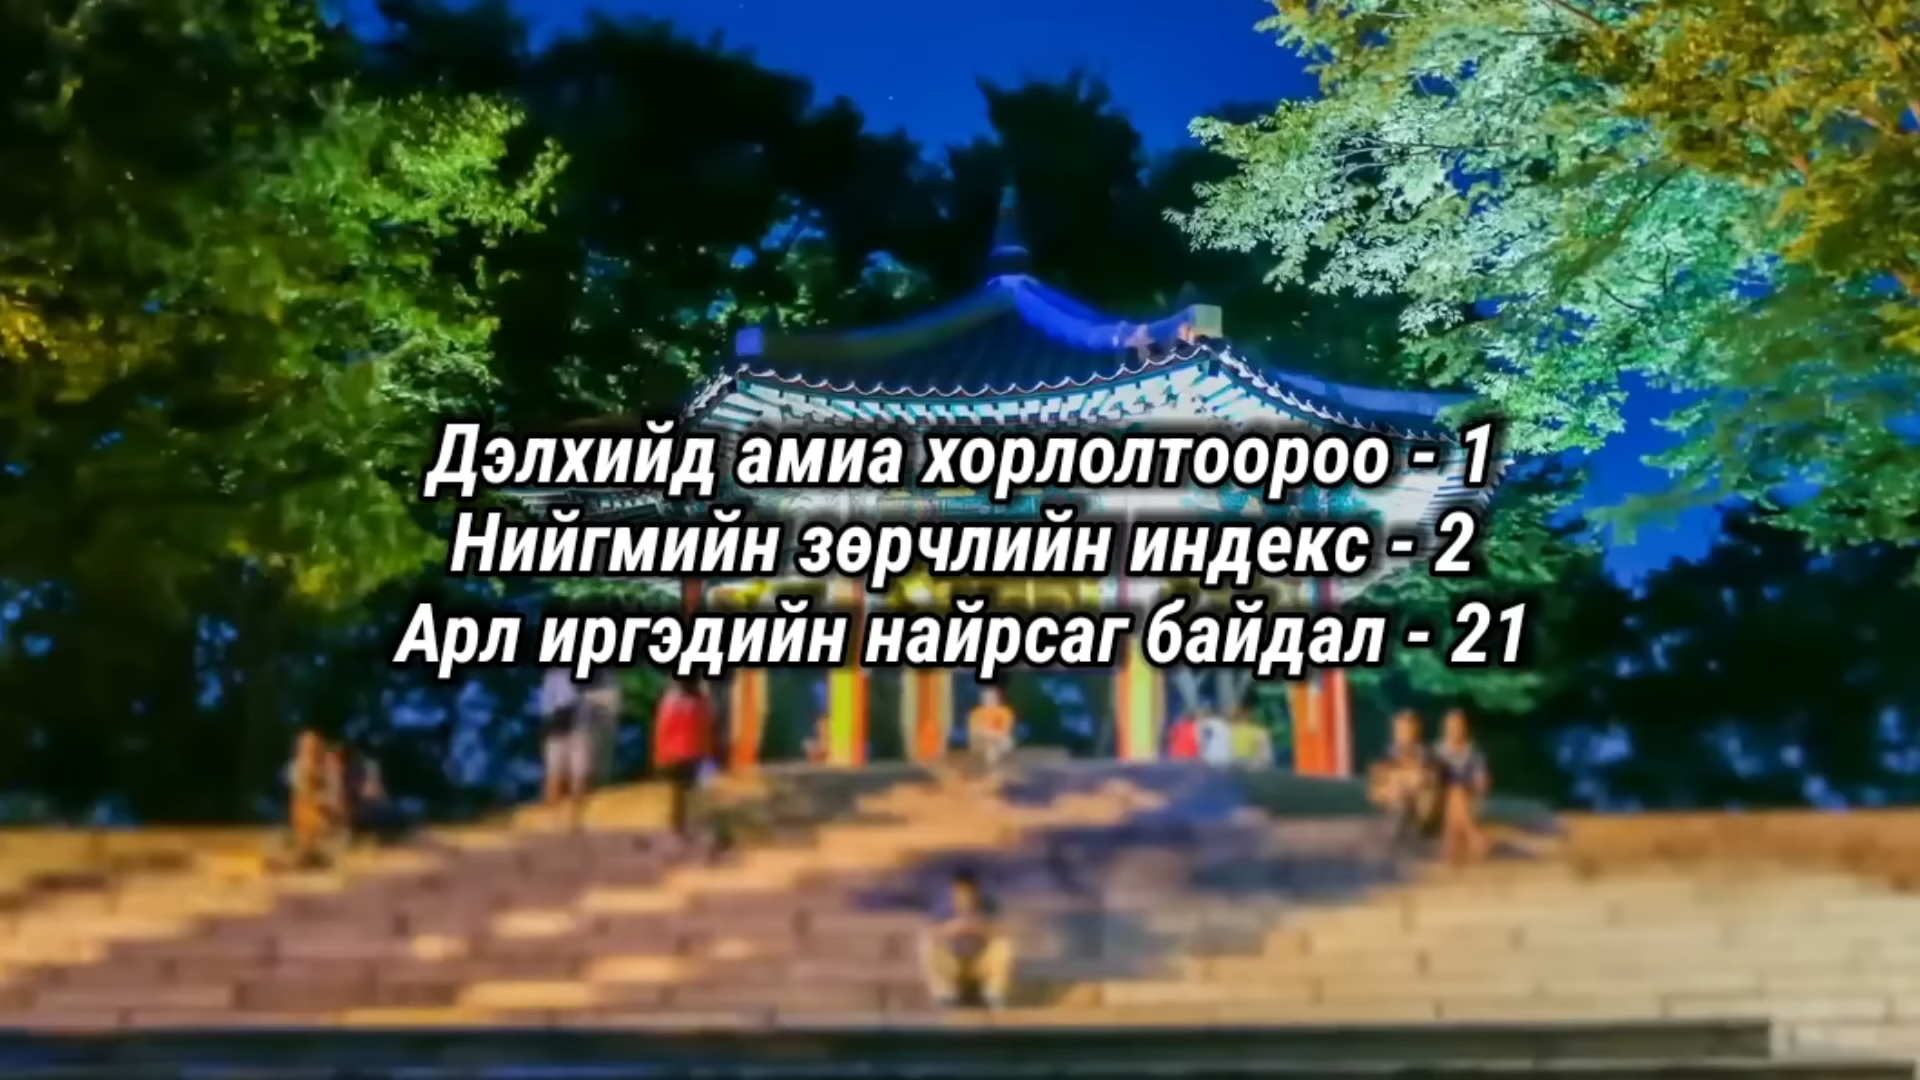 Дэлхийд амиа хорлолтоороо - 1
Нийгмийн зөрчлийн индекс - 2
Арл иргэдийн найрсаг байдал - 21